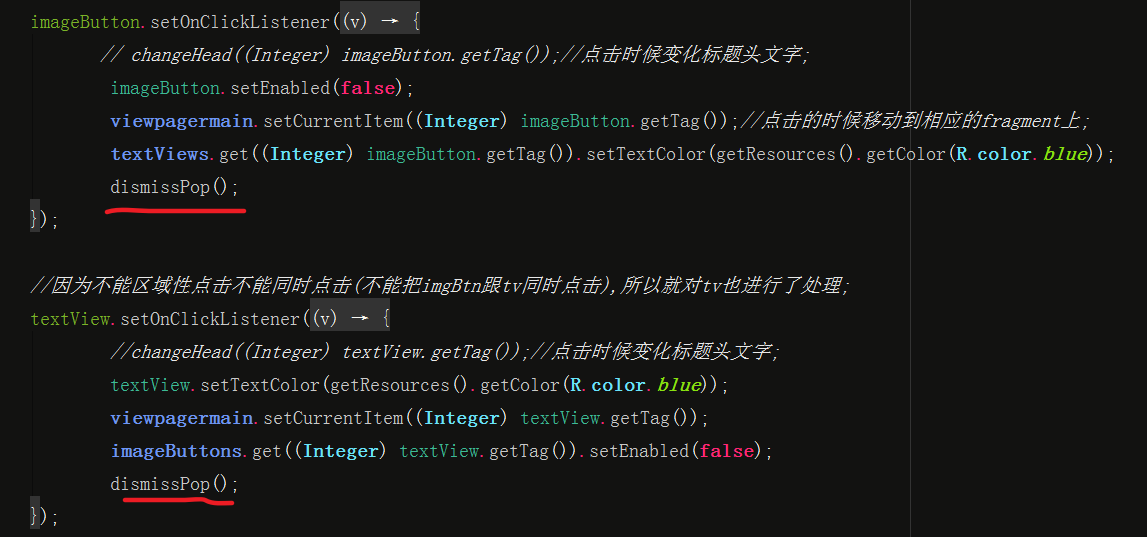 imageButton.setOnClickListener((v) → {
// changeHead((Integer) imageButton.getTag());//点击时候变化标题头文字;
imageButton.setEnabled(false);
viewpagermain.setCurrentItem((Integer) imageButton.getTag());//点击的时候移动到相应的fragment上;
textViews.get((Integer) imageButton.getTag()).setTextColor(getResources().getColor(R.color.blue));
dismissPop();
});
//因为不能区域性点击不能同时点击(不能把imgBtn跟tv同时点击),所以就对tv也进行了处理;
textView.setOnClickListener((v) → {
//changeHead((Integer) textView.getTag());//点击时候变化标题头文字;
textView.setTextColor(getResources().getColor(R.color.blue));
viewpagermain.setCurrentItem((Integer) textView.getTag());
imageButtons.get((Integer) textView.getTag()).setEnabled(false);
dismissPop();
});